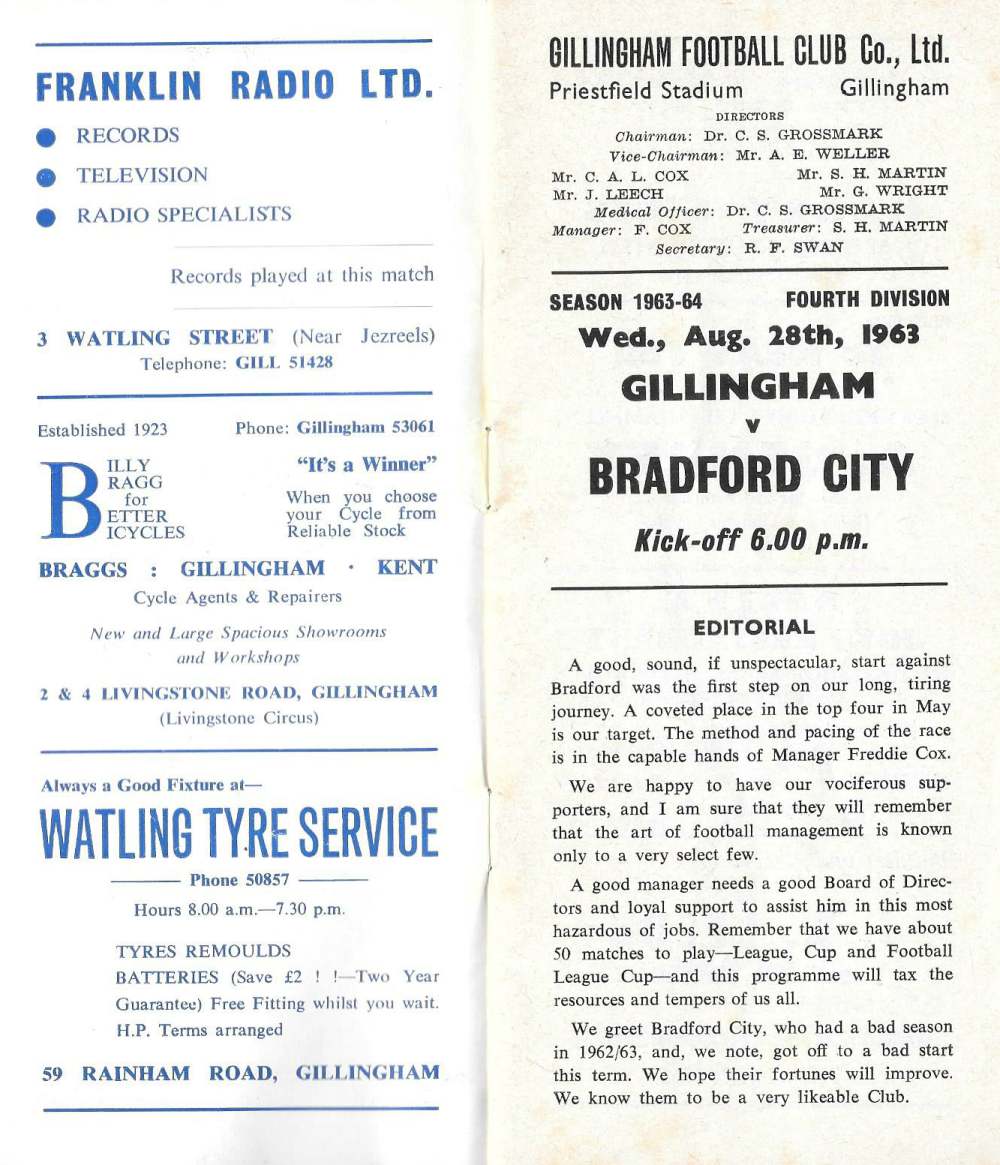 FRANKLIN RADIO LTD.
● RECORDS
● TELEVISION
● RADIO SPECIALISTS
Records played at this match
3 WATLING STREET (Near Jezreels)
Telephone: GILL 51428
Established 1923 Phone: Gillingham 53061
BILLY
BRAGG
for
BETTER
BICYCLES
"It's a Winner"
When you choose
your Cycle from
Reliable Stock
BRAGGS : GILLINGHAM · KENT
Cycle Agents & Repairers
New and Large Spacious Showrooms
and Workshops
2 & 4 LIVINGSTONE ROAD, GILLINGHAM
(Livingstone Circus)
Always a Good Fixture at—
WATLING TYRE SERVICE
Phone 50857
Hours 8.00 a.m.—7.30 p.m.
TYRES REMOULDS
BATTERIES (Save £2 ! !—Two Year
Guarantee) Free Fitting whilst you wait.
H.P. Terms arranged
59 RAINHAM ROAD, GILLINGHAM
GILLINGHAM FOOTBALL CLUB Co., Ltd.
Priestfield Stadium Gillingham
DIRECTORS
Chairman: Dr. C. S. GROSSMARK
Vice-Chairman: Mr. A. E. WELLER
Mr. C. A. L. COX Mr. S. H. MARTIN
Mr. J. LEECH Mr. G. WRIGHT
Medical Officer: Dr. C. S. GROSSMARK
Manager: F. COX Treasurer: S. H. MARTIN
Secretary: R. F. SWAN
SEASON 1963-64 FOURTH DIVISION
Wed., Aug. 28th, 1963
GILLINGHAM
v
BRADFORD CITY
Kick-off 6.00 p.m.
EDITORIAL
A good, sound, if unspectacular, start against
Bradford was the first step on our long, tiring
journey. A coveted place in the top four in May
is our target. The method and pacing of the race
is in the capable hands of Manager Freddie Cox.
We are happy to have our vociferous sup-
porters, and I am sure that they will remember
that the art of football management is known
only to a very select few.
A good manager needs a good Board of Direc-
tors and loyal support to assist him in this most
hazardous of jobs. Remember that we have about
50 matches to play—League, Cup and Football
League Cup—and this programme will tax the
resources and tempers of us all.
We greet Bradford City, who had a bad season
in 1962/63, and, we note, got off to a bad start
this term. We hope their fortunes will improve.
We know them to be a very likeable Club.